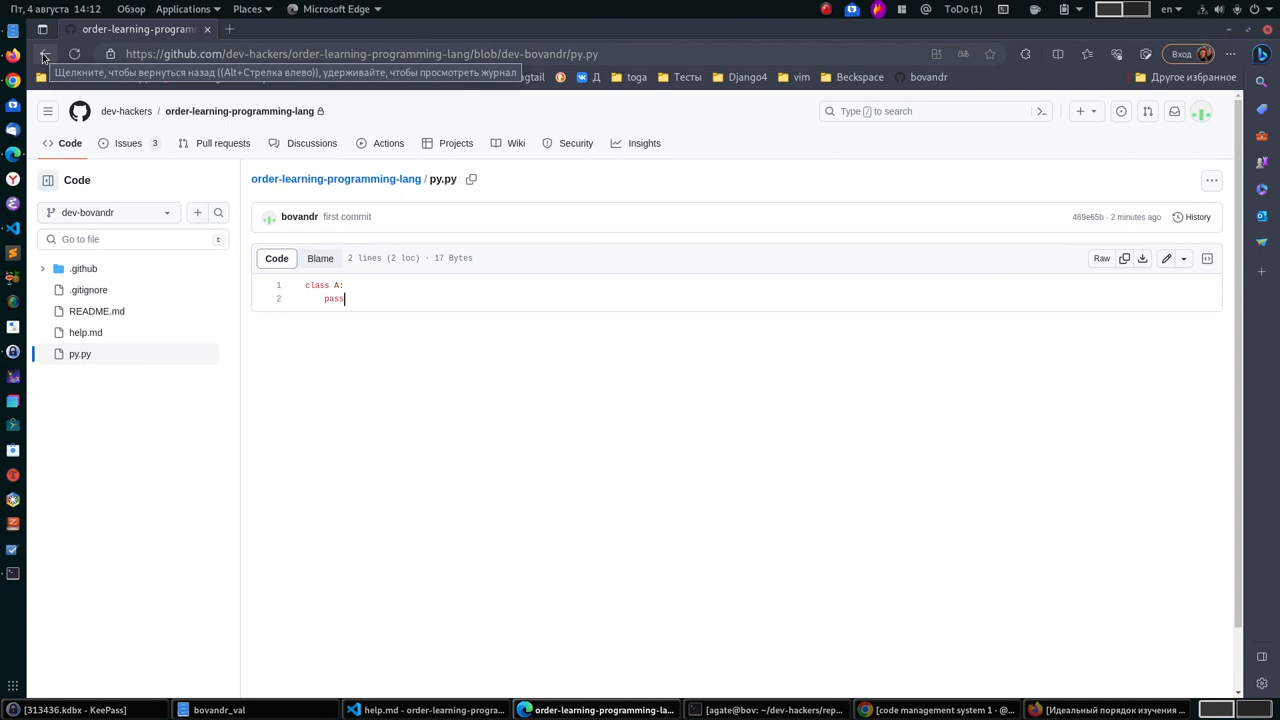 Пт, 4 августа 14:12 Обзор Applications Places Microsoft Edge ToDo(1) en
order-learning-program
https://github.com/dev-hackers/order-learning-programming-lang/blob/dev-bovandr/py.py Вход
Щелкните, чтобы вернуться назад ((Alt+Стрелка влево)), удерживайте, чтобы просмотреть журнал
agtail Д toga Тесты Django4 vim Beckspace bovandr Другое избранное
dev-hackers / order-learning-programming-lang Type / to search
Code Issues 3 Pull requests Discussions Actions Projects Wiki Security Insights
Code
dev-bovandr
Go to file t
.github
.gitignore
README.md
help.md
py.py
order-learning-programming-lang / py.py
bovandr first commit 469e65b · 2 minutes ago History
Code Blame 2 lines (2 loc) · 17 Bytes Raw
1 class A:
2 pass
[313436.kdbx - KeePass] bovandr_val help.md - order-learning-program... order-learning-programming-la... [agate@bov: ~/dev-hackers/rep... [code management system 1 · @... [Идеальный порядок изучения ...